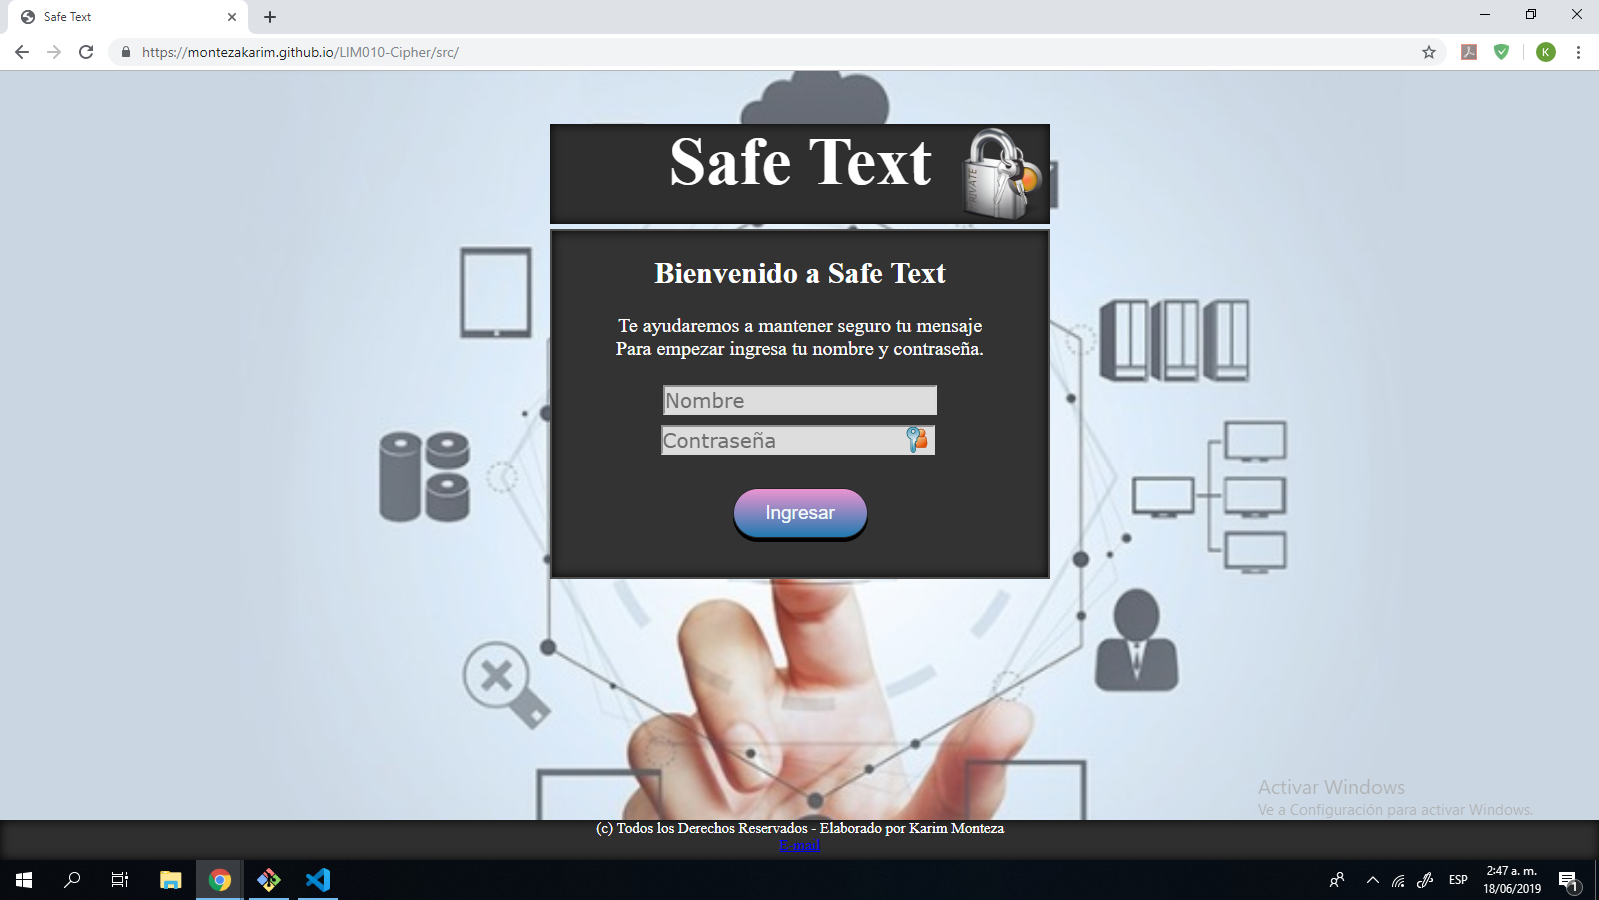 Safe Text
https://montezakarim.github.io/LIM010-Cipher/src/
K
Safe Text
PRIVATE
Bienvenido a Safe Text
Te ayudaremos a mantener seguro tu mensaje
Para empezar ingresa tu nombre y contraseña.
Nombre
Contraseña
Ingresar
Activar Windows
Ve a Configuración para activar Windows.
(c) Todos los Derechos Reservados - Elaborado por Karim Monteza
E-mail
ESP
2:47 a. m.
18/06/2019
1